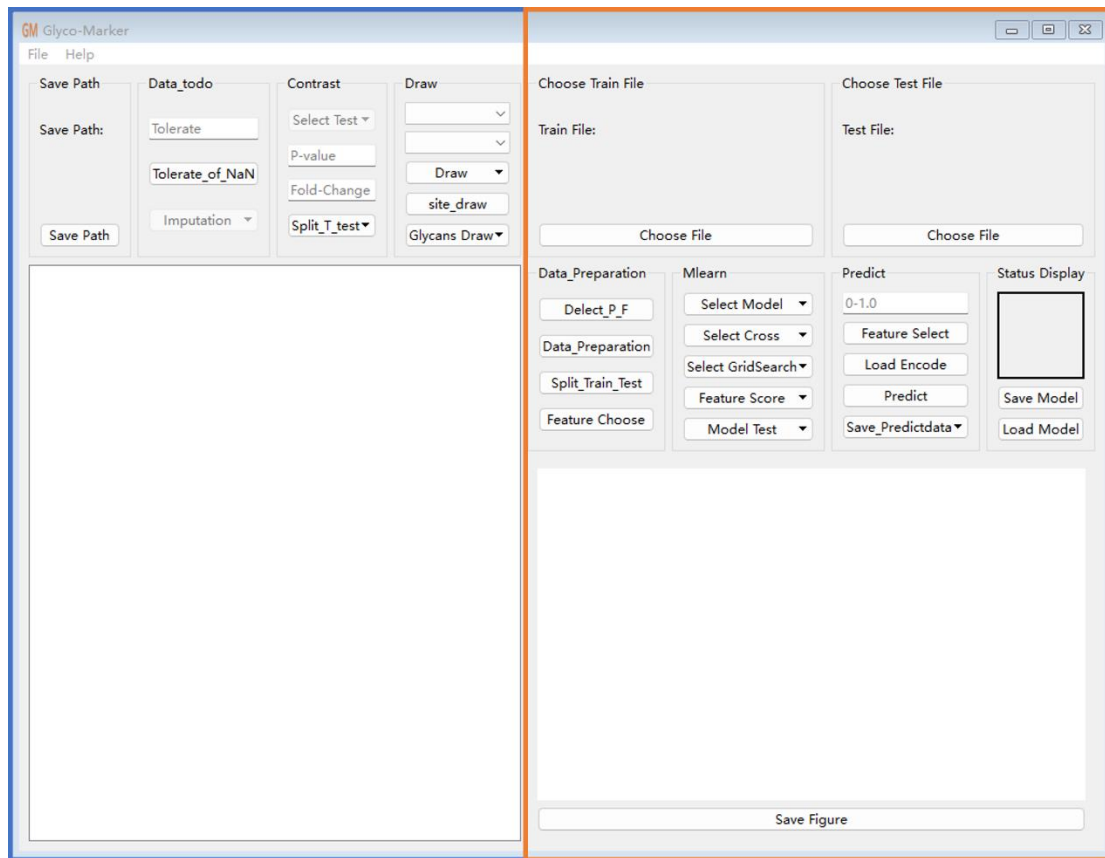 GM Glyco-Marker
File Help
Save Path
Save Path:
Save Path
Data_todo
Tolerate
Tolerate_of_NaN
Imputation
Contrast
Select Test
P-value
Fold-Change
Split_T_test
Draw
Draw
site_draw
Glycans Draw
Choose Train File
Train File:
Choose File
Choose Test File
Test File:
Choose File
Data_Preparation
Delect_P_F
Data_Preparation
Split_Train_Test
Feature Choose
Mlearn
Select Model
Select Cross
Select GridSearch
Feature Score
Model Test
Predict
0-1.0
Feature Select
Load Encode
Predict
Save_Predictdata
Status Display
Save Model
Load Model
Save Figure